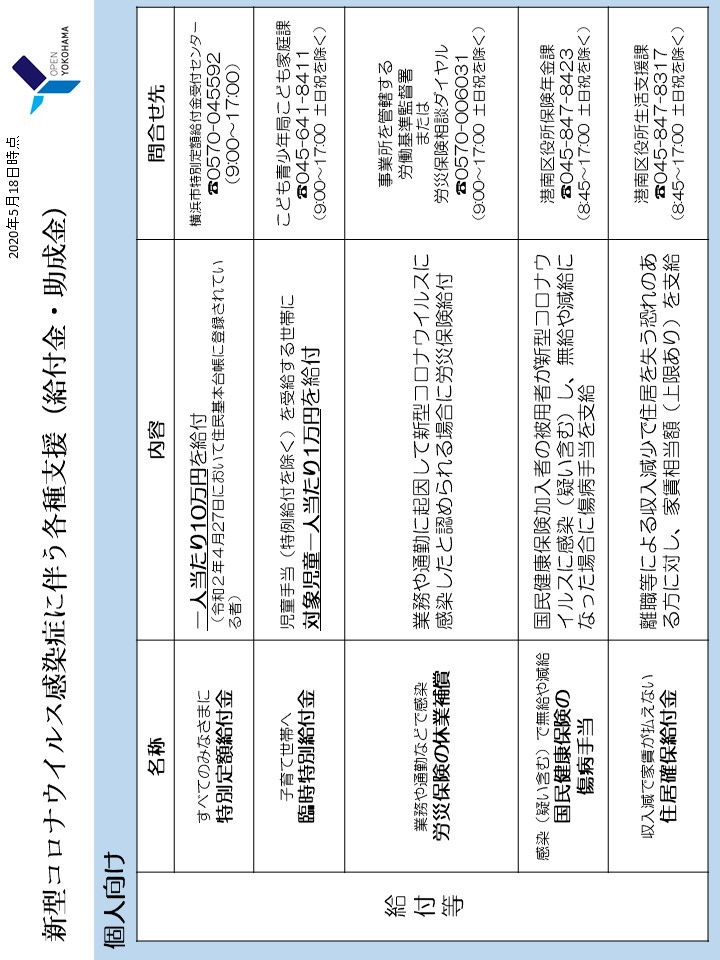 2020年5月18日時点
新型コロナウイルス感染症に伴う各種支援（給付金・助成金）
OPEN
YOKOHAMA
個人向け
名称
内容
問合せ先
給付等
すべてのみなさまに
特別定額給付金
一人当たり10万円を給付
（令和２年４月27日において住民基本台帳に登録されてい
る者）
横浜市特別定額給付金受付センター
☎0570-045592
（9:00～17:00）
子育て世帯へ
臨時特別給付金
児童手当（特例給付を除く）を受給する世帯に
対象児童一人当たり1万円を給付
こども青少年局こども家庭課
☎045-641-8411
（9:00～17:00 土日祝を除く）
業務や通勤などで感染
労災保険の休業補償
業務や通勤に起因して新型コロナウイルスに
感染したと認められる場合に労災保険給付
事業所を管轄する
労働基準監督署
または
労災保険相談ダイヤル
☎0570-006031
（9:00～17:00 土日祝を除く）
感染（疑い含む）で無給や減給
国民健康保険の
傷病手当
国民健康保険加入者の被用者が新型コロナウ
イルスに感染（疑い含む）し、無給や減給に
なった場合に傷病手当を支給
港南区役所保険年金課
☎045-847-8423
（8:45～17:00 土日祝を除く）
収入減で家賃が払えない
住居確保給付金
離職等による収入減少で住居を失う恐れのあ
る方に対し、家賃相当額（上限あり）を支給
港南区役所生活支援課
☎045-847-8317
（8:45～17:00 土日祝を除く）